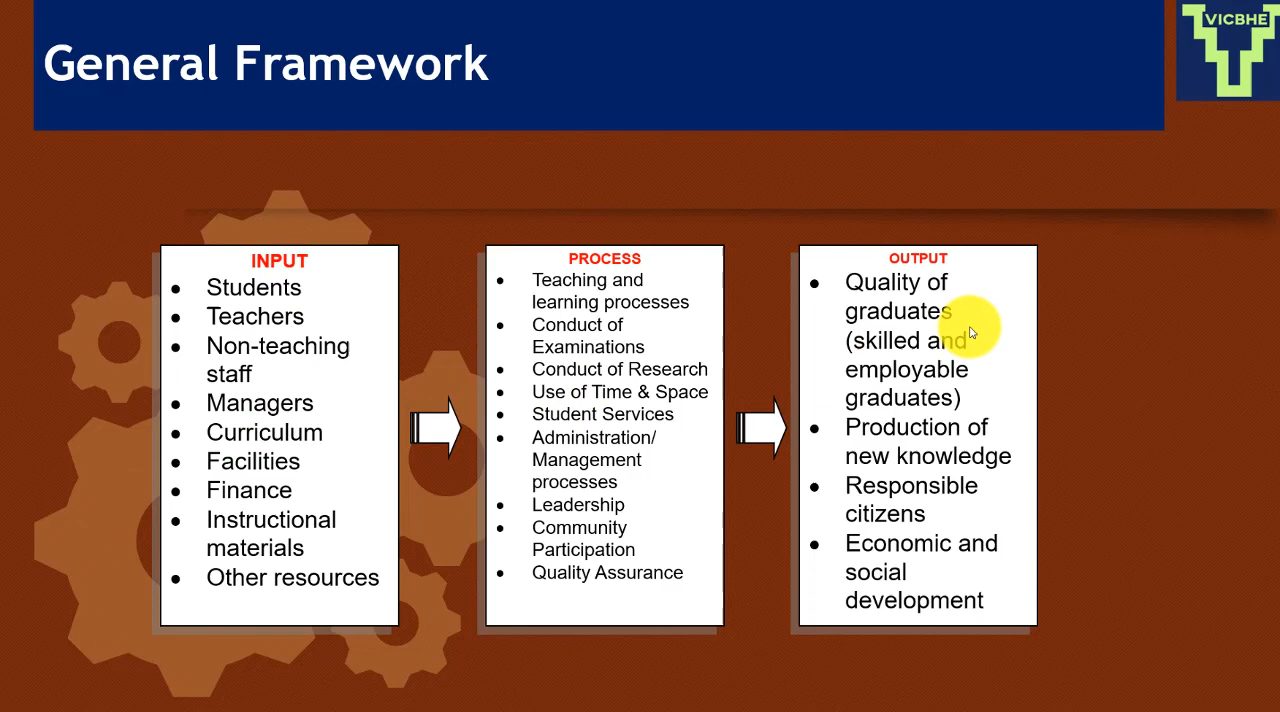 General Framework
VICBHE
INPUT
• Students
• Teachers
• Non-teaching
staff
• Managers
• Curriculum
• Facilities
• Finance
• Instructional
materials
• Other resources
PROCESS
• Teaching and
learning processes
• Conduct of
Examinations
• Conduct of Research
• Use of Time & Space
• Student Services
• Administration/
Management
processes
• Leadership
• Community
Participation
• Quality Assurance
OUTPUT
• Quality of
graduates
(skilled and
employable
graduates)
• Production of
new knowledge
• Responsible
citizens
• Economic and
social
development